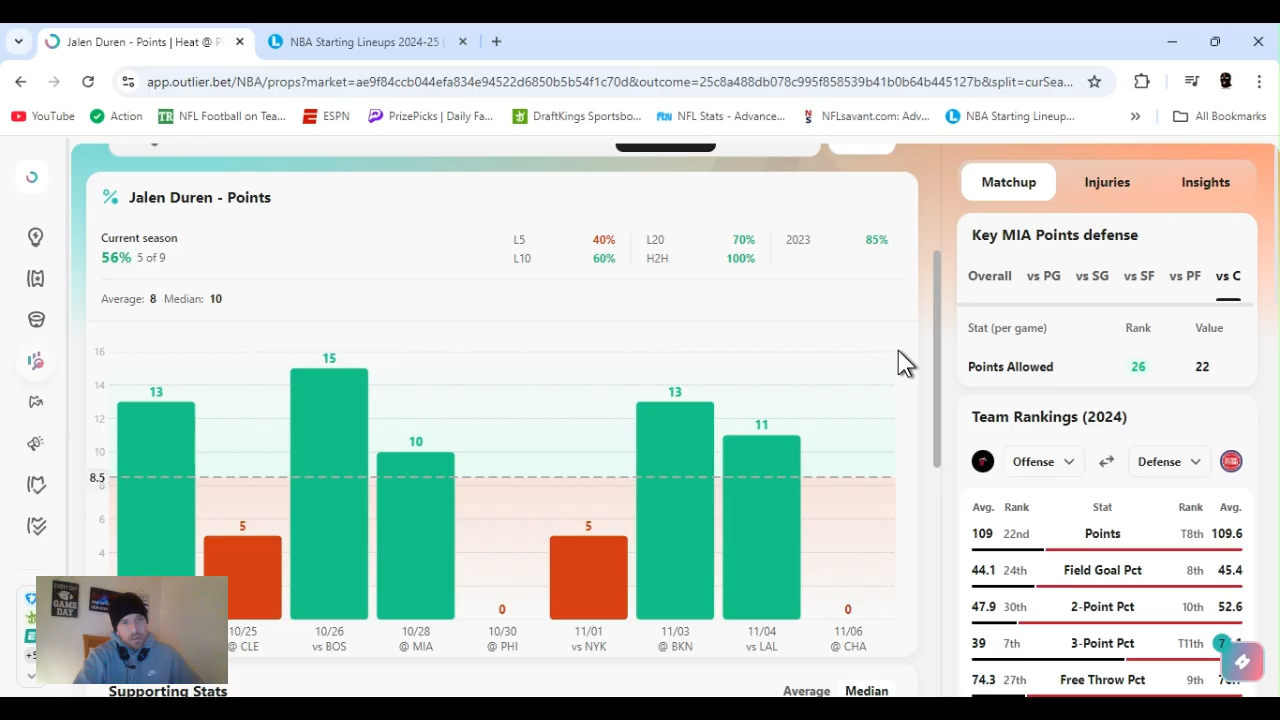 Jalen Duren - Points | Heat @ P
NBA Starting Lineups 2024-25
app.outlier.bet/NBA/props?market=ae9f84ccb044efa834e94522d6850b5b54f1c70d&outcome=25c8a488db078c995f858539b41b0b64b445127b&split=curSea...
YouTube
Action
NFL Football on Tea...
ESPN
PrizePicks | Daily Fa...
DraftKings Sportsbo...
NFL Stats - Advance...
NFLsavant.com: Adv...
NBA Starting Lineup...
All Bookmarks
Jalen Duren - Points
Current season
56% 5 of 9
L5 40% L20 70% 2023 85%
L10 60% H2H 100%
Average: 8 Median: 10
16
14
12
10
8.5
8
6
4
13
5
15
10
0
5
13
11
0
10/25 10/26 10/28 10/30 11/01 11/03 11/04 11/06
@ CLE vs BOS @ MIA @ PHI vs NYK @ BKN vs LAL @ CHA
EVERY DAY
GAME
DAY
Supporting Stats
Average Median
Matchup Injuries Insights
Key MIA Points defense
Overall vs PG vs SG vs SF vs PF vs C
Stat (per game) Rank Value
Points Allowed 26 22
Team Rankings (2024)
Offense Defense
Avg. Rank Stat Rank Avg.
109 22nd Points T8th 109.6
44.1 24th Field Goal Pct 8th 45.4
47.9 30th 2-Point Pct 10th 52.6
39 7th 3-Point Pct T11th
74.3 27th Free Throw Pct 9th